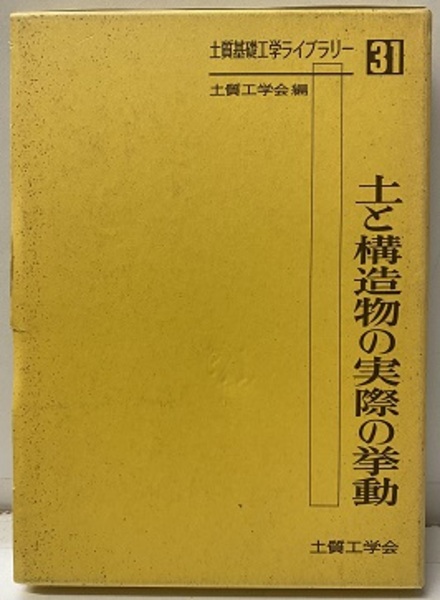 土質基礎工学ライブラリー 31
土質工学会編
土と構造物の実際の挙動
土質工学会